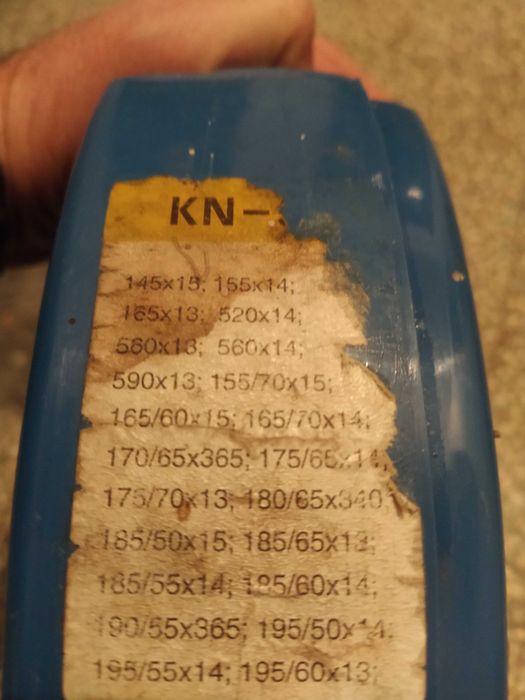 KN-
145x15; 155x14;
165x13; 520x14;
560x13; 560x14;
590x13; 155/70x15;
165/60x15; 165/70x14;
170/65x365; 175/65x14;
175/70x13; 180/65x340;
185/50x15; 185/65x13;
185/55x14; 185/60x14;
190/55x365; 195/50x14;
195/55x14; 195/60x13;